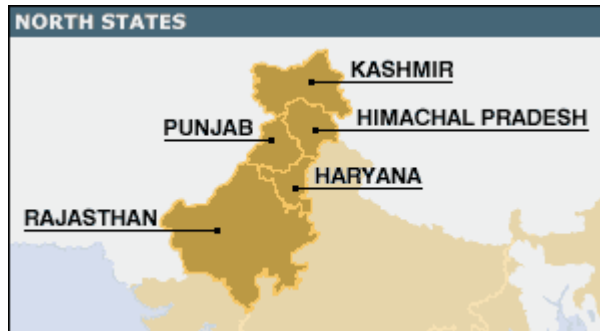 NORTH STATES
KASHMIR
HIMACHAL PRADESH
PUNJAB
HARYANA
RAJASTHAN